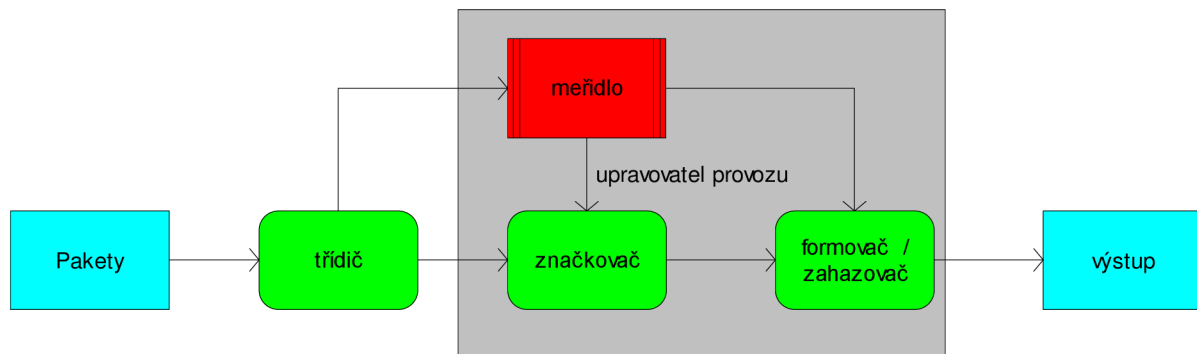 meřidlo
upravovatel provozu
Pakety
třídič
značkovač
formovač /
zahazovač
výstup